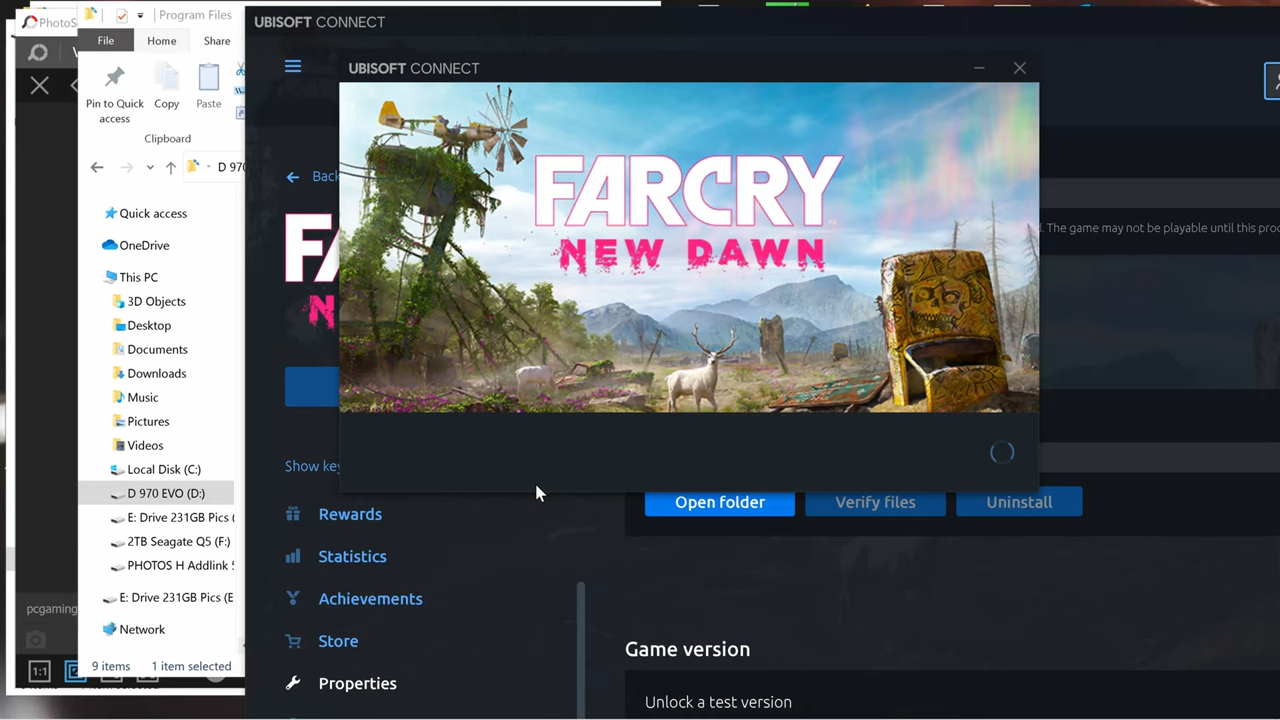 PhotoS
Program Files
File
Home
Share
Pin to Quick
access
Copy
Paste
Clipboard
D 970
Quick access
OneDrive
This PC
3D Objects
Desktop
Documents
Downloads
Music
Pictures
Videos
Local Disk (C:)
D 970 EVO (D:)
E: Drive 231GB Pics (
2TB Seagate Q5 (F:)
PHOTOS H Addlink
E: Drive 231GB Pics (E
Network
9 items
1 item selected
pcgaming
1:1
UBISOFT CONNECT
Back
FA
N
Show key
Rewards
Statistics
Achievements
Store
Properties
UBISOFT CONNECT
FARCRY
NEW DAWN
d. The game may not be playable until this pro
Open folder
Verify files
Uninstall
Game version
Unlock a test version